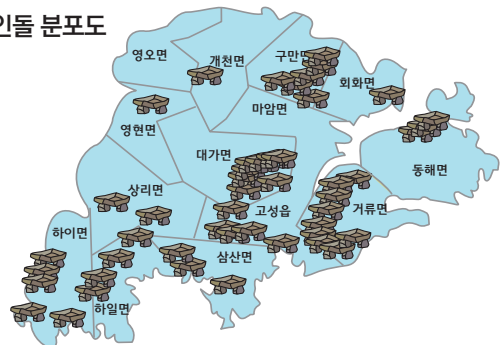 인돌 분포도
영오면
개천면
구만면
회화면
마암면
영현면
대가면
동해면
상리면
고성읍
거류면
하이면
삼산면
하일면